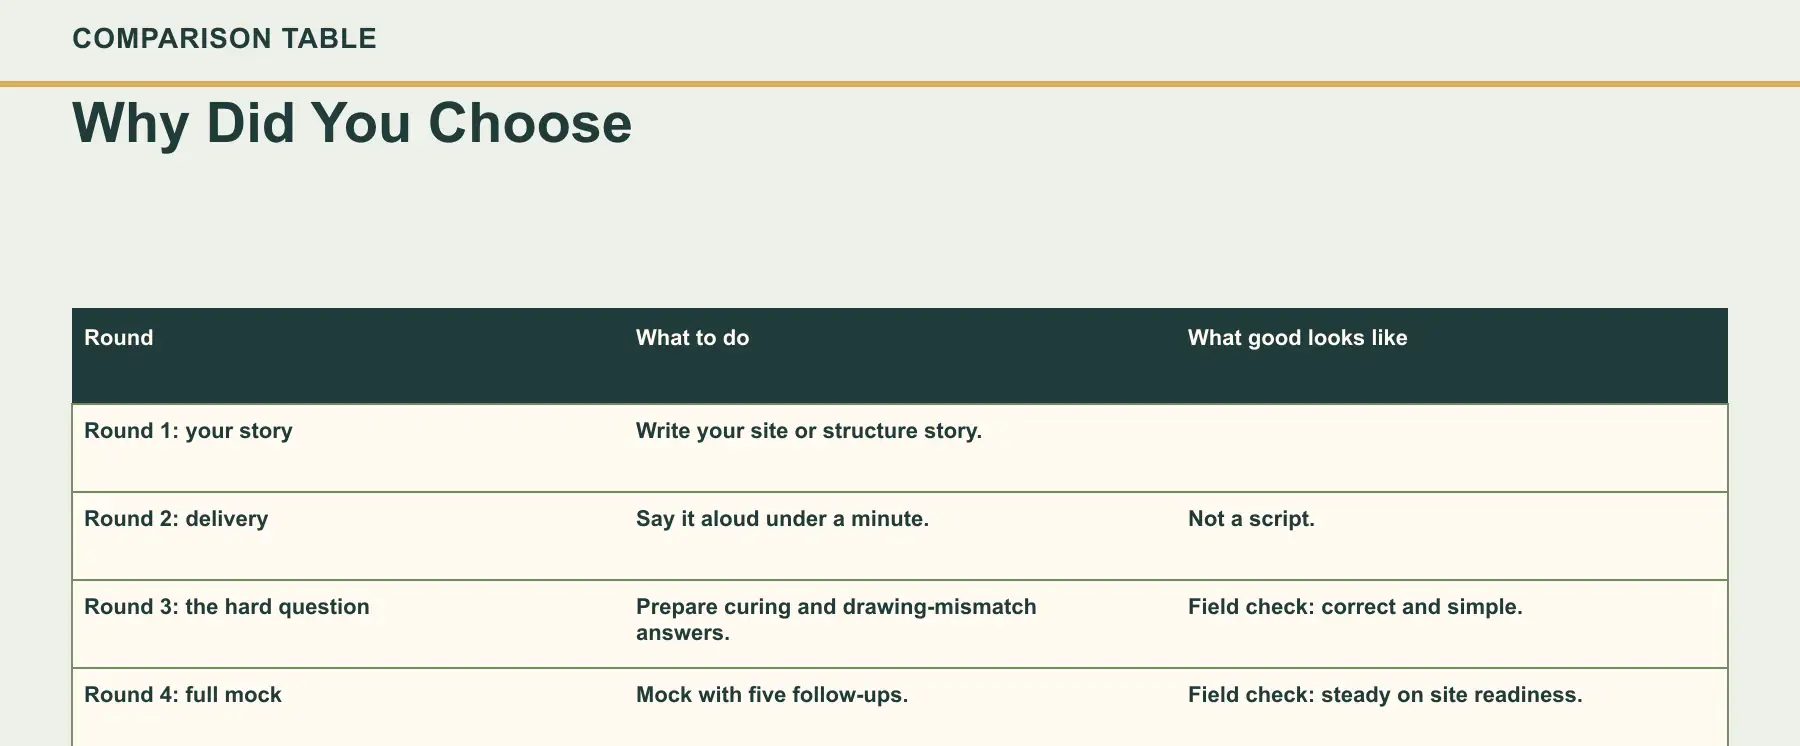 COMPARISON TABLE
Why Did You Choose
Round What to do What good looks like
Round 1: your story Write your site or structure story.
Round 2: delivery Say it aloud under a minute. Not a script.
Round 3: the hard question Prepare curing and drawing-mismatch Field check: correct and simple.
answers.
Round 4: full mock Mock with five follow-ups. Field check: steady on site readiness.